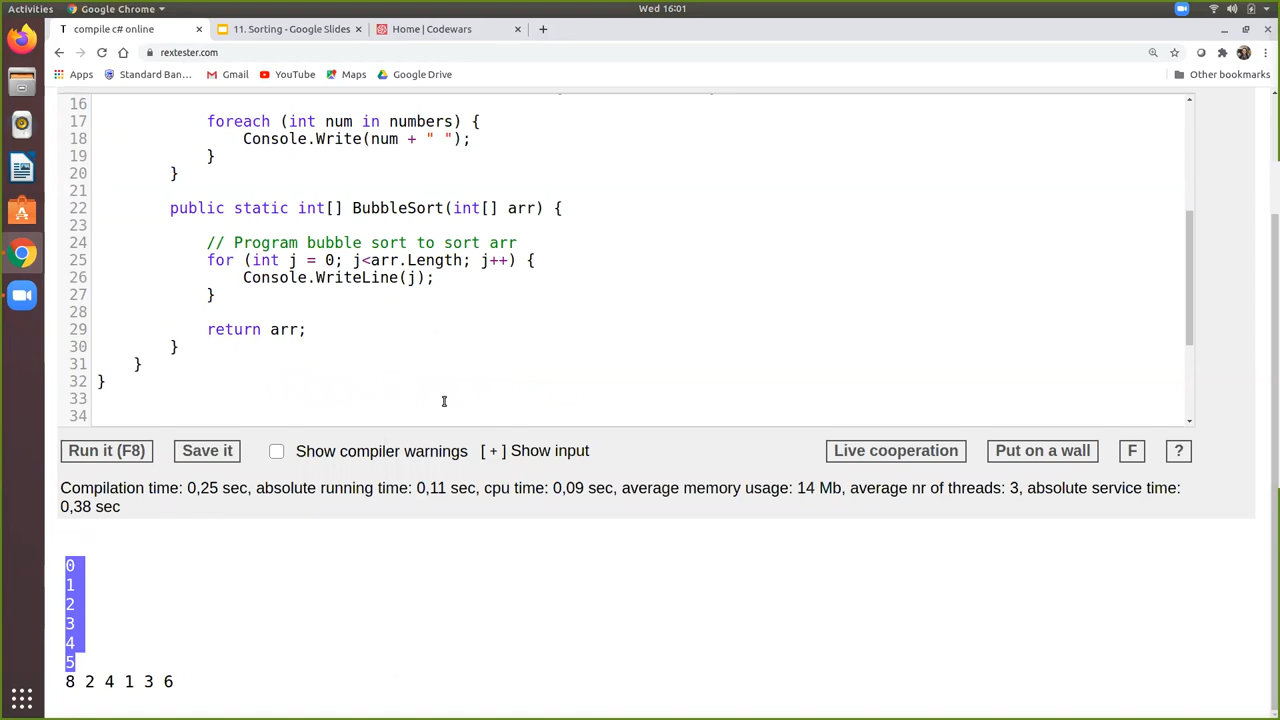 Activities Google Chrome Wed 16:01
T compile c# online 11. Sorting - Google Slides Home | Codewars
rextester.com
Apps Standard Ban... Gmail YouTube Maps Google Drive Other bookmarks
16
17 foreach (int num in numbers) {
18 Console.Write(num + " ");
19 }
20 }
21
22 public static int[] BubbleSort(int[] arr) {
23
24 // Program bubble sort to sort arr
25 for (int j = 0; j<arr.Length; j++) {
26 Console.WriteLine(j);
27 }
28
29 return arr;
30 }
31 }
32 }
33
34
Run it (F8) Save it Show compiler warnings [ + ] Show input Live cooperation Put on a wall F ?
Compilation time: 0,25 sec, absolute running time: 0,11 sec, cpu time: 0,09 sec, average memory usage: 14 Mb, average nr of threads: 3, absolute service time:
0,38 sec
0
1
2
3
4
5
8 2 4 1 3 6